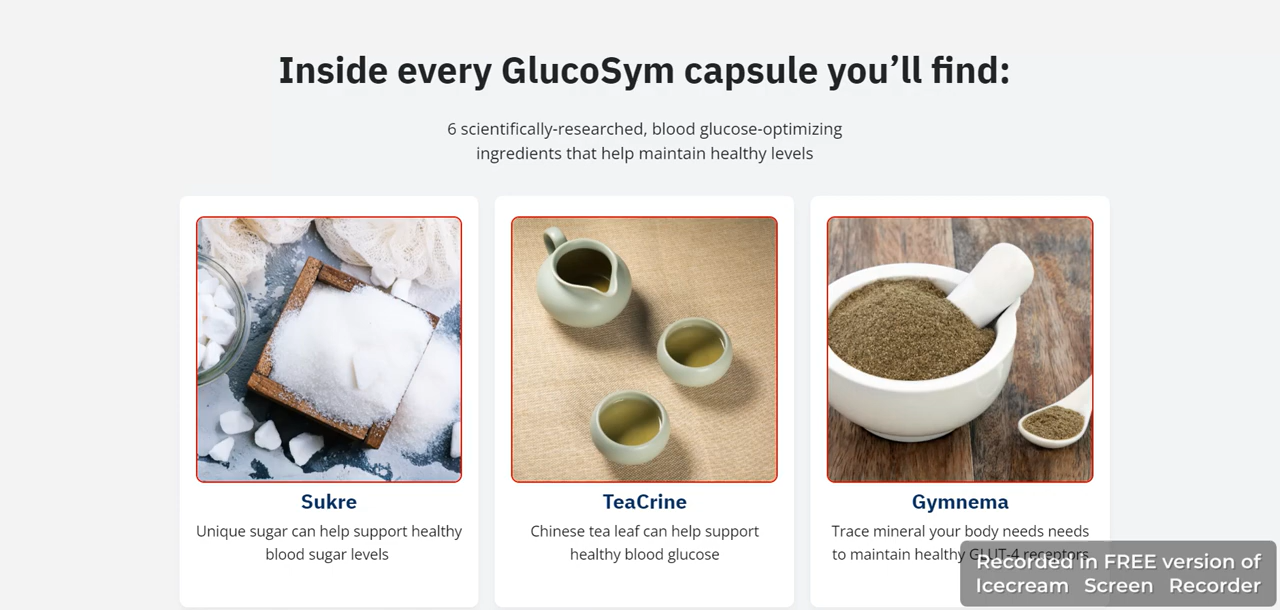 Inside every GlucoSym capsule you’ll find:
6 scientifically-researched, blood glucose-optimizing
ingredients that help maintain healthy levels
Sukre
Unique sugar can help support healthy
blood sugar levels
TeaCrine
Chinese tea leaf can help support
healthy blood glucose
Gymnema
Trace mineral your body needs needs
to maintain healthy GLUT-4 receptors
Recorded in FREE version of
Icecream Screen Recorder